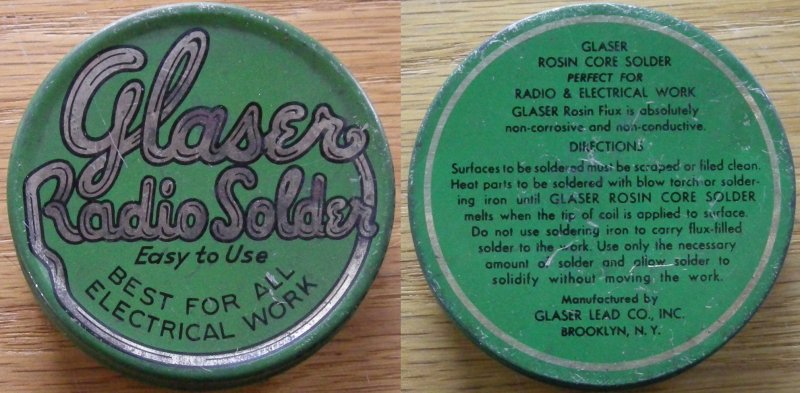 Glaser
Radio Solder
Easy to Use
BEST FOR ALL
ELECTRICAL WORK
GLASER
ROSIN CORE SOLDER
PERFECT FOR
RADIO & ELECTRICAL WORK
GLASER Rosin Flux is absolutely
non-corrosive and non-conductive.
DIRECTIONS
Surfaces to be soldered must be scraped or filed clean.
Heat parts to be soldered with blow torch or solder-
ing iron until GLASER ROSIN CORE SOLDER
melts when the tip of coil is applied to surface.
Do not use soldering iron to carry flux-filled
solder to the work. Use only the necessary
amount of solder and allow solder to
solidify without moving the work.
Manufactured by
GLASER LEAD CO., INC.
BROOKLYN, N. Y.